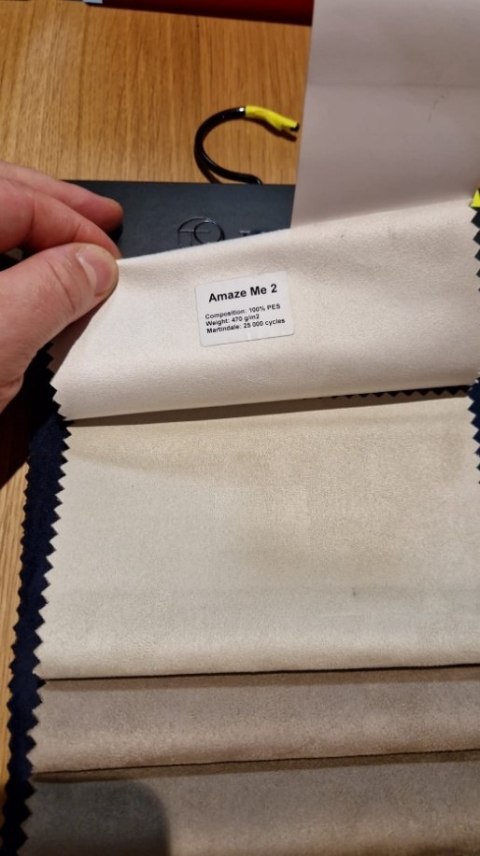 Amaze Me 2
Composition: 100% PES
Weight: 470 g/m2
Martindale: 25 000 cycles